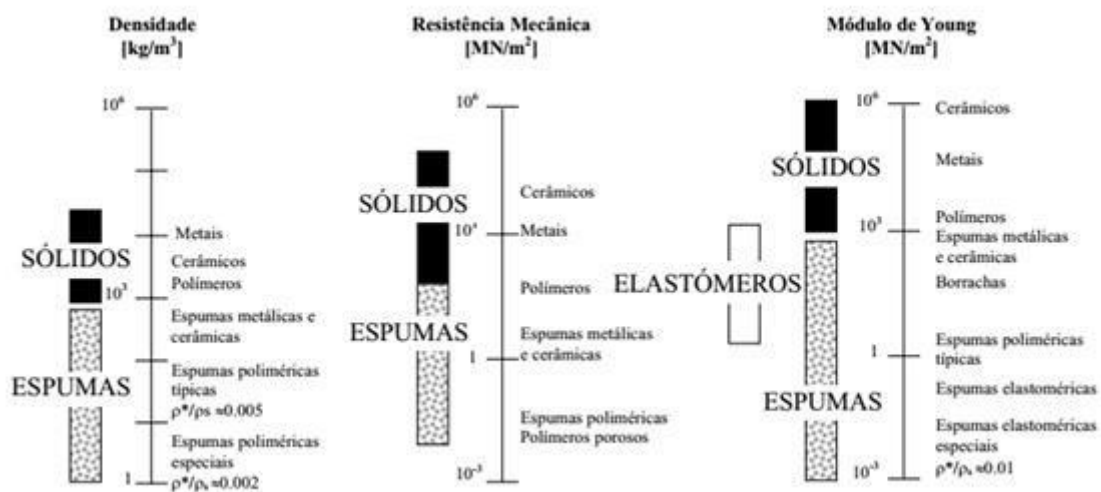 Densidade
[kg/m³]
10⁶
Metais
SÓLIDOS
Cerâmicos
Polímeros
10³
Espumas metálicas e
cerâmicas
ESPUMAS
Espumas poliméricas
típicas
ρ*/ρs ≈0.005
Espumas poliméricas
especiais
1
ρ*/ρₛ ≈0.002
Resistência Mecânica
[MN/m²]
10⁶
Cerâmicos
SÓLIDOS
Metais
Polímeros
ESPUMAS
Espumas metálicas
e cerâmicas
1
Espumas poliméricas
Polímeros porosos
10⁻³
Módulo de Young
[MN/m²]
10⁶
Cerâmicos
SÓLIDOS
Metais
Polímeros
10³
Espumas metálicas
e cerâmicas
ELASTÓMEROS
Borrachas
Espumas poliméricas
típicas
1
Espumas elastoméricas
ESPUMAS
Espumas elastoméricas
especiais
ρ*/ρₛ ≈0.01
10⁻³